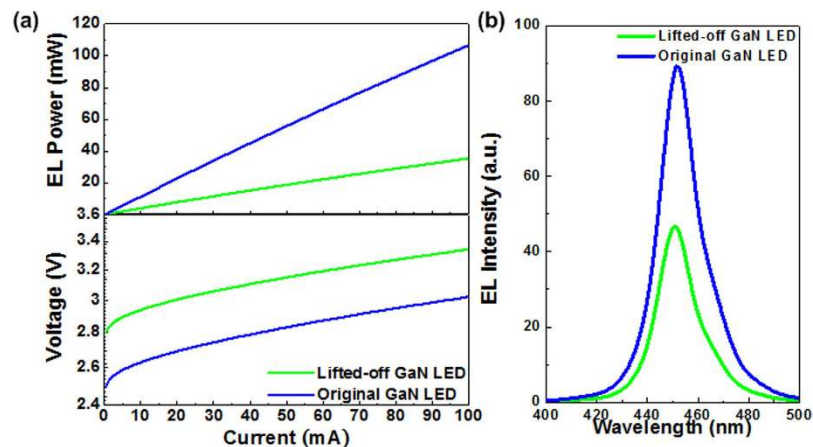 (a)
EL Power (mW)
120
100
80
60
40
20
3.6
3.4
3.2
3
2.8
2.6
2.4
Voltage (V)
Lifted-off GaN LED
Original GaN LED
0 10 20 30 40 50 60 70 80 90 100
Current (mA)
(b)
EL Intensity (a.u.)
100
80
60
40
20
0
Lifted-off GaN LED
Original GaN LED
400 420 440 460 480 500
Wavelength (nm)